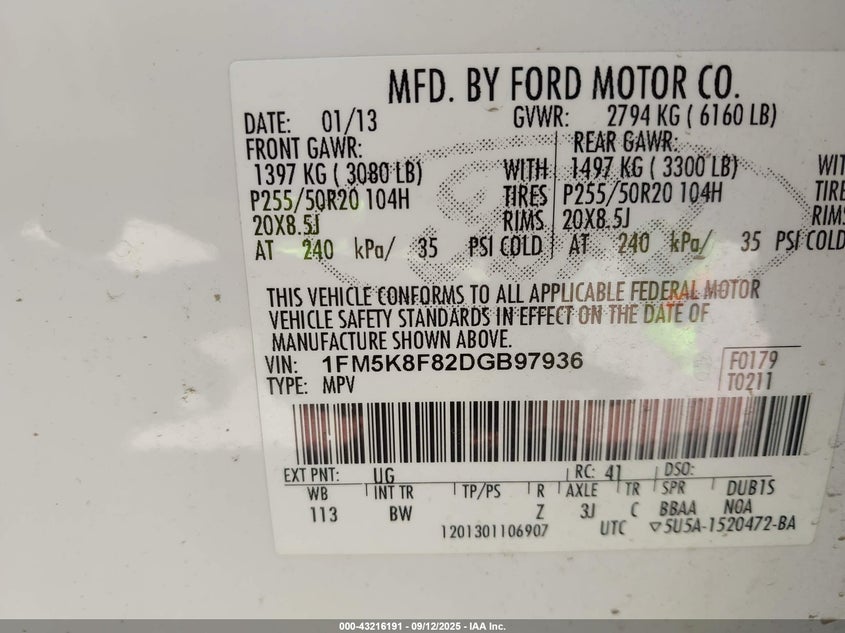 MFD. BY FORD MOTOR CO.
DATE: 01/13 GVWR: 2794 KG ( 6160 LB)
FRONT GAWR: REAR GAWR:
1397 KG ( 3080 LB) WITH 1497 KG ( 3300 LB) WIT
P255/50R20 104H TIRES P255/50R20 104H TIRE
20X8.5J RIMS 20X8.5J RIMS
AT 240 kPa/ 35 PSI COLD AT 240 kPa/ 35 PSI COLD
THIS VEHICLE CONFORMS TO ALL APPLICABLE FEDERAL MOTOR
VEHICLE SAFETY STANDARDS IN EFFECT ON THE DATE OF
MANUFACTURE SHOWN ABOVE.
VIN: 1FM5K8F82DGB97936 F0179
TYPE: MPV T0211
EXT PNT: UG RC: 41 DSO:
WB INT TR TP/PS R AXLE TR SPR DUB1S
113 BW Z 3J C BBAA NOA
1201301106907 UTC ▽5U5A-1520472-BA
000-43216191 - 09/12/2025 - IAA Inc.